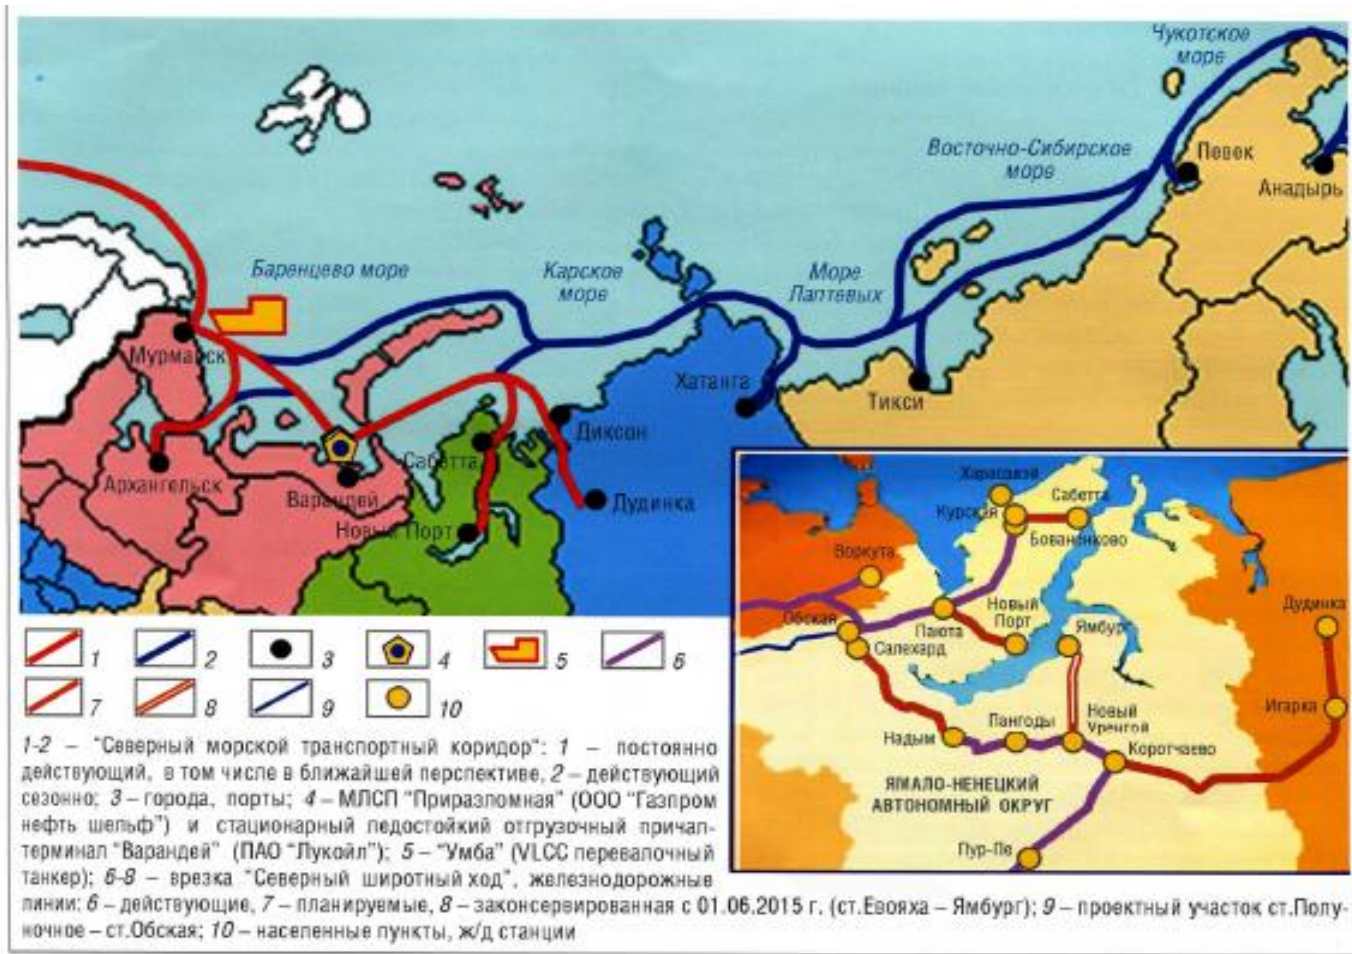 Чукотское
море
Восточно-Сибирское
море
Певек
Анадырь
Баренцево море
Карское
море
Море
Лаптевых
Мурманск
Хатанга
Тикси
Диксон
Сабетта
Архангельск
Варандей
Дудинка
Новый Порт
Харасавэй
Сабетта
Курская
Бованенково
Воркута
Обская
Новый
Порт
Дудинка
Паюта
Ямбург
Салехард
Игарка
Пангоды
Новый
Уренгой
Надым
Коротчаево
ЯМАЛО-НЕНЕЦКИЙ
АВТОНОМНЫЙ ОКРУГ
Пур-Пе
1 2 3 4 5 6
7 8 9 10
1-2 – "Северный морской транспортный коридор": 1 – постоянно
действующий, в том числе в ближайшей перспективе, 2 – действующий
сезонно; 3 – города, порты; 4 – МЛСП "Приразломная" (ООО "Газпром
нефть шельф") и стационарный ледостойкий отгрузочный причал-
терминал "Варандей" (ПАО "Лукойл"); 5 – "Умба" (VLCC перевалочный
танкер); 6-8 – врезка "Северный широтный ход", железнодорожные
линии: 6 – действующие, 7 – планируемые, 8 – законсервированная с 01.06.2015 г. (ст.Евояха – Ямбург); 9 – проектный участок ст.Полу-
ночное – ст.Обская; 10 – населенные пункты, ж/д станции